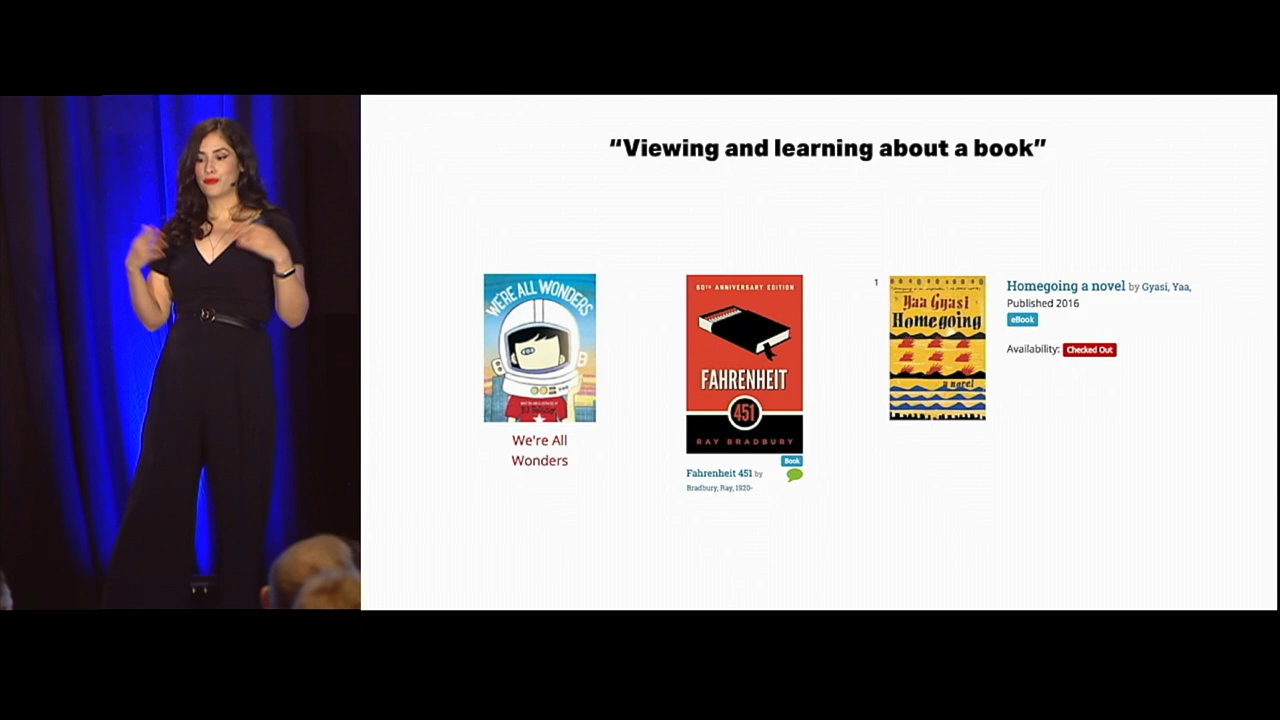 “Viewing and learning about a book”
WE'RE ALL WONDERS
We're All
Wonders
60TH ANNIVERSARY EDITION
FAHRENHEIT
451
RAY BRADBURY
Book
Fahrenheit 451 by
Bradbury, Ray, 1920-
1
Yaa Gyasi
Homegoing
a novel
Homegoing a novel by Gyasi, Yaa,
Published 2016
eBook
Availability: Checked Out